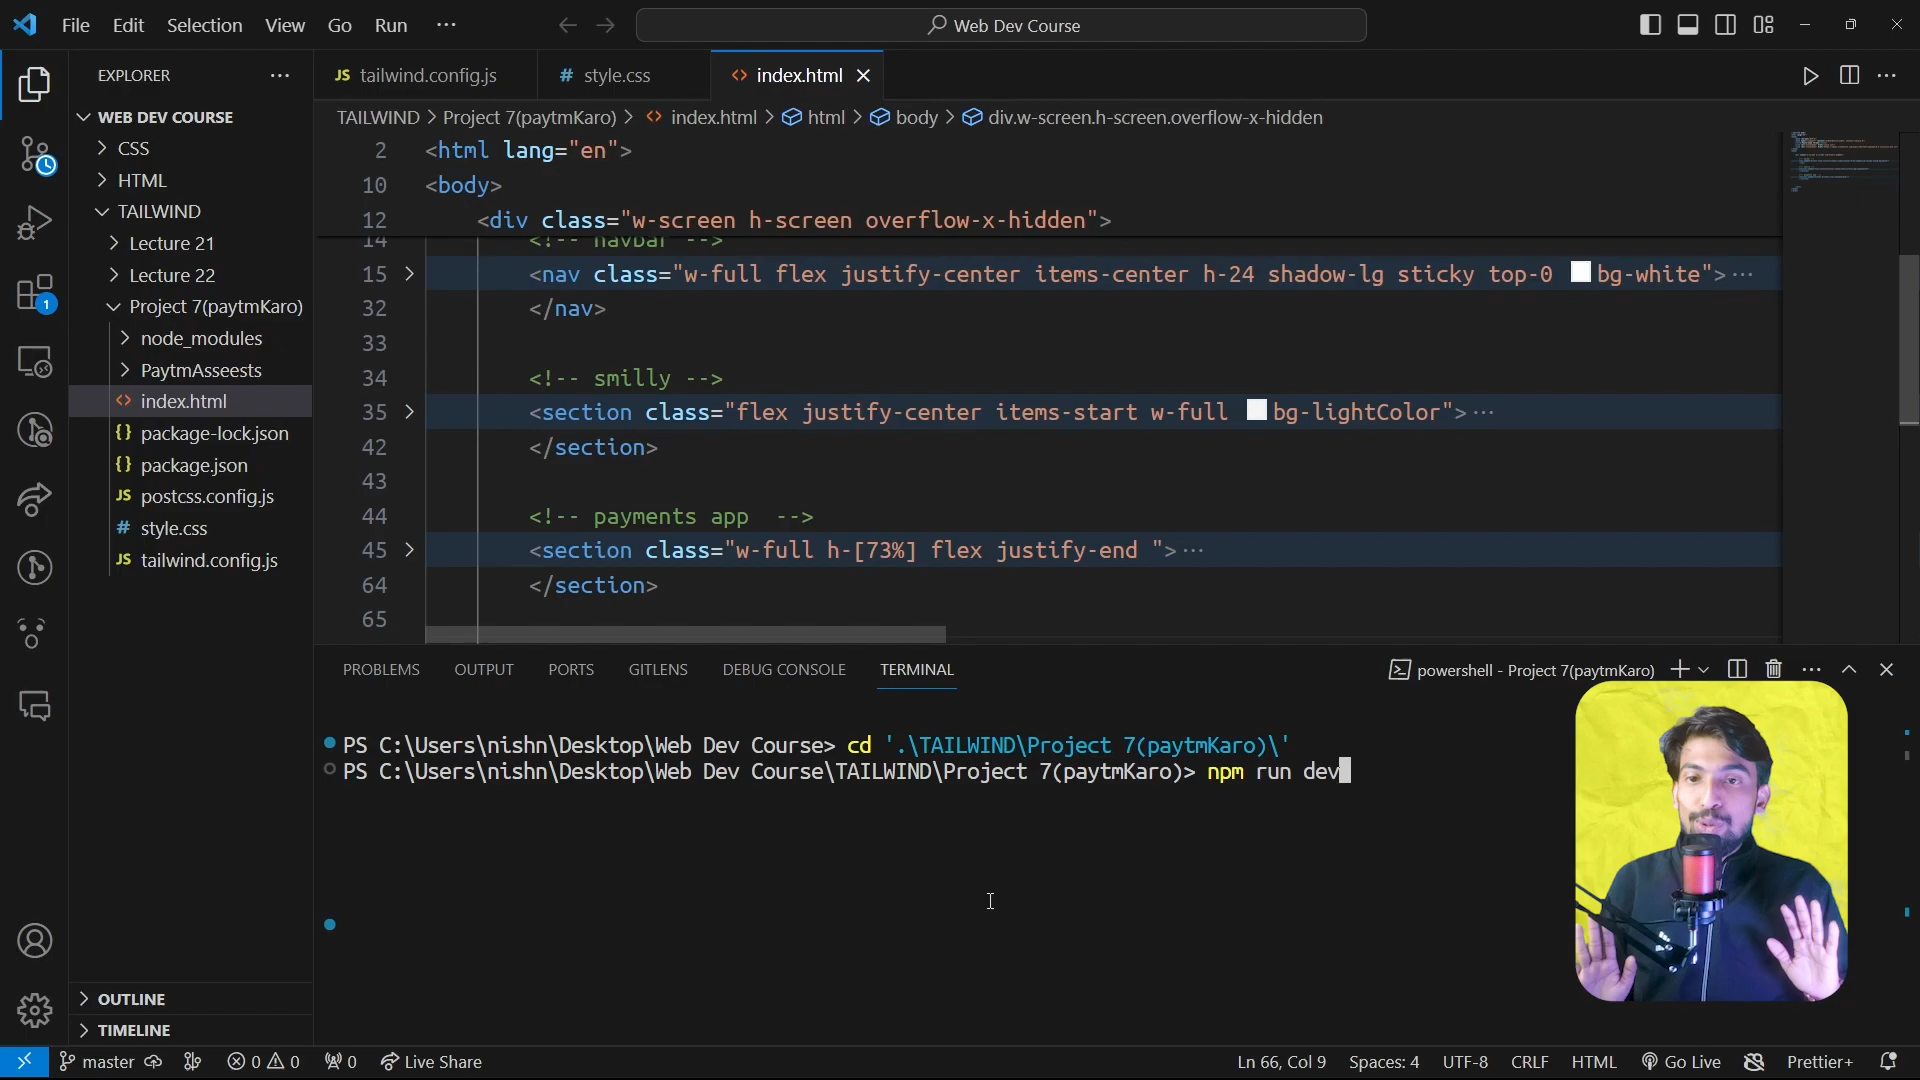 File Edit Selection View Go Run ···
Web Dev Course
EXPLORER
WEB DEV COURSE
CSS
HTML
TAILWIND
Lecture 21
Lecture 22
Project 7(paytmKaro)
node_modules
PaytmAsseests
<> index.html
{} package-lock.json
{} package.json
JS postcss.config.js
# style.css
JS tailwind.config.js
OUTLINE
TIMELINE
1
JS tailwind.config.js
# style.css
<> index.html
TAILWIND > Project 7(paytmKaro) > <> index.html > html > body > div.w-screen.h-screen.overflow-x-hidden
2 <html lang="en">
10 <body>
12 <div class="w-screen h-screen overflow-x-hidden">
14 <!-- navbar -->
15 <nav class="w-full flex justify-center items-center h-24 shadow-lg sticky top-0 bg-white">···
32 </nav>
33
34 <!-- smilly -->
35 <section class="flex justify-center items-start w-full bg-lightColor">···
42 </section>
43
44 <!-- payments app  -->
45 <section class="w-full h-[73%] flex justify-end ">···
64 </section>
65
PROBLEMS OUTPUT PORTS GITLENS DEBUG CONSOLE TERMINAL
powershell - Project 7(paytmKaro)
PS C:\Users\nishn\Desktop\Web Dev Course> cd '.\TAILWIND\Project 7(paytmKaro)\'
PS C:\Users\nishn\Desktop\Web Dev Course\TAILWIND\Project 7(paytmKaro)> npm run dev
master
0 0
0
Live Share
Ln 66, Col 9
Spaces: 4
UTF-8
CRLF
HTML
Go Live
Prettier+